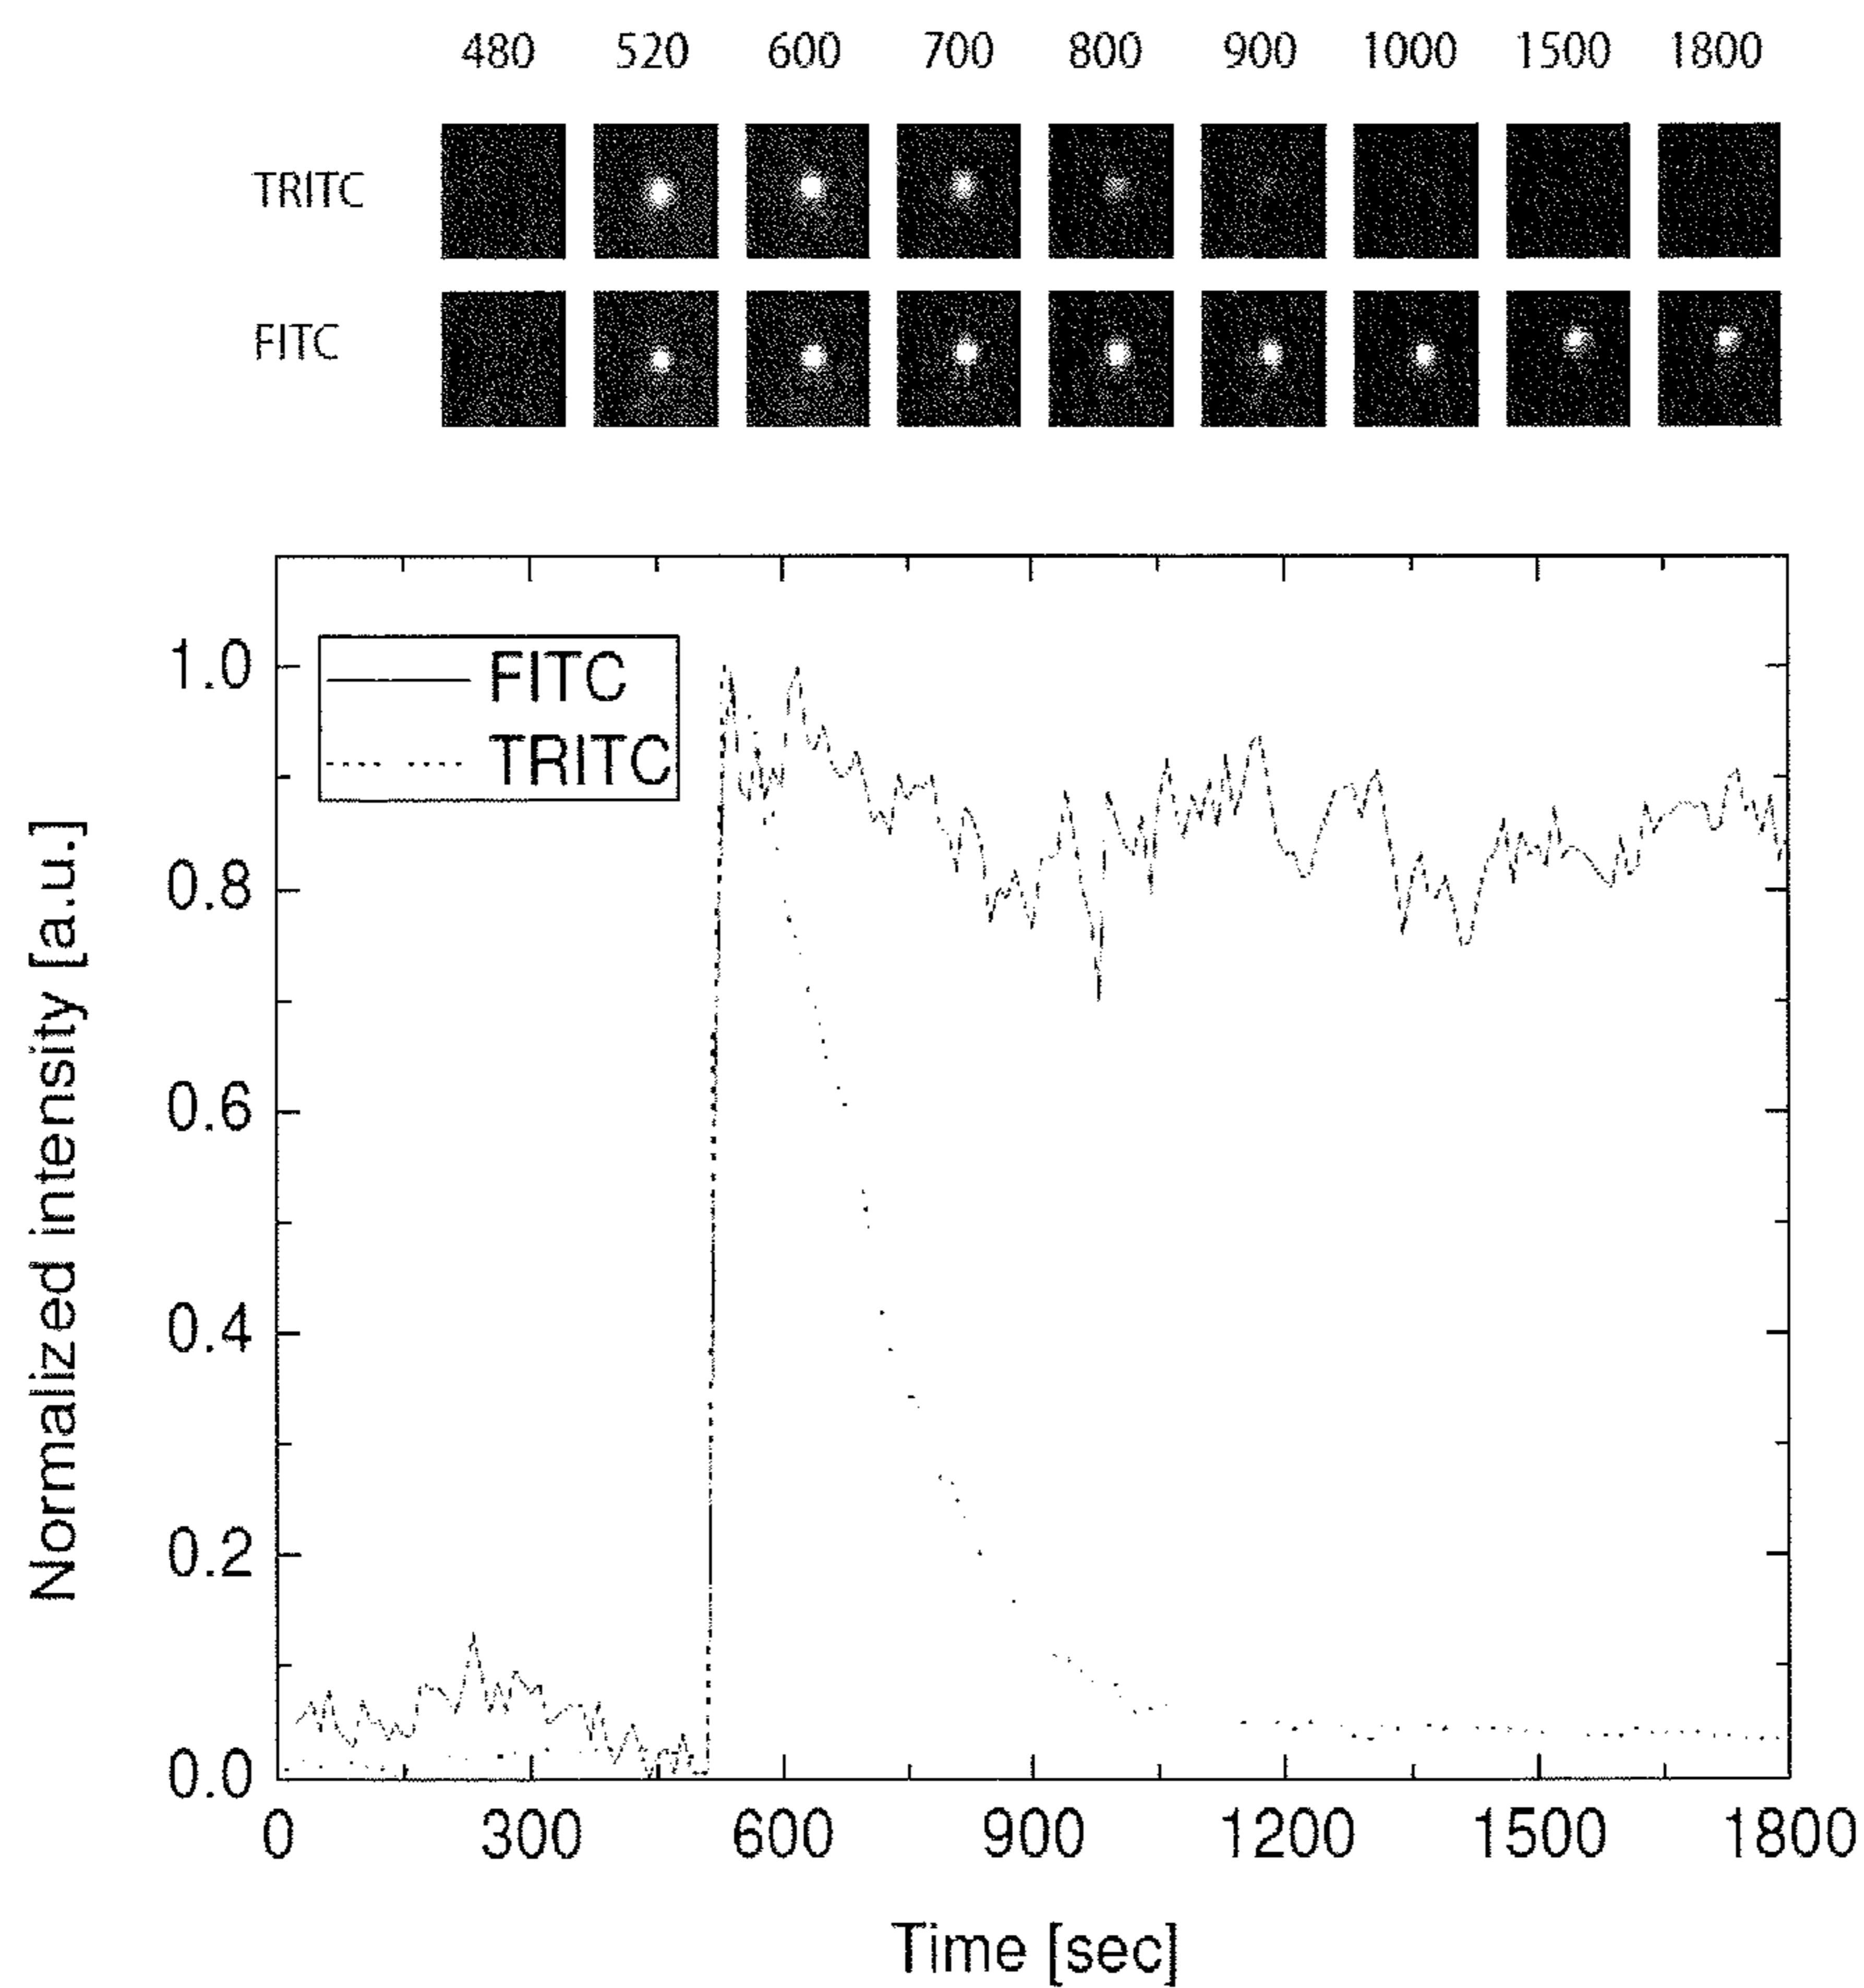 480 520 600 700 800 900 1000 1500 1800
TRITC
FITC
1.0
0.8
0.6
0.4
0.2
0.0
FITC
TRITC
Normalized intensity [a.u.]
0 300 600 900 1200 1500 1800
Time [sec]